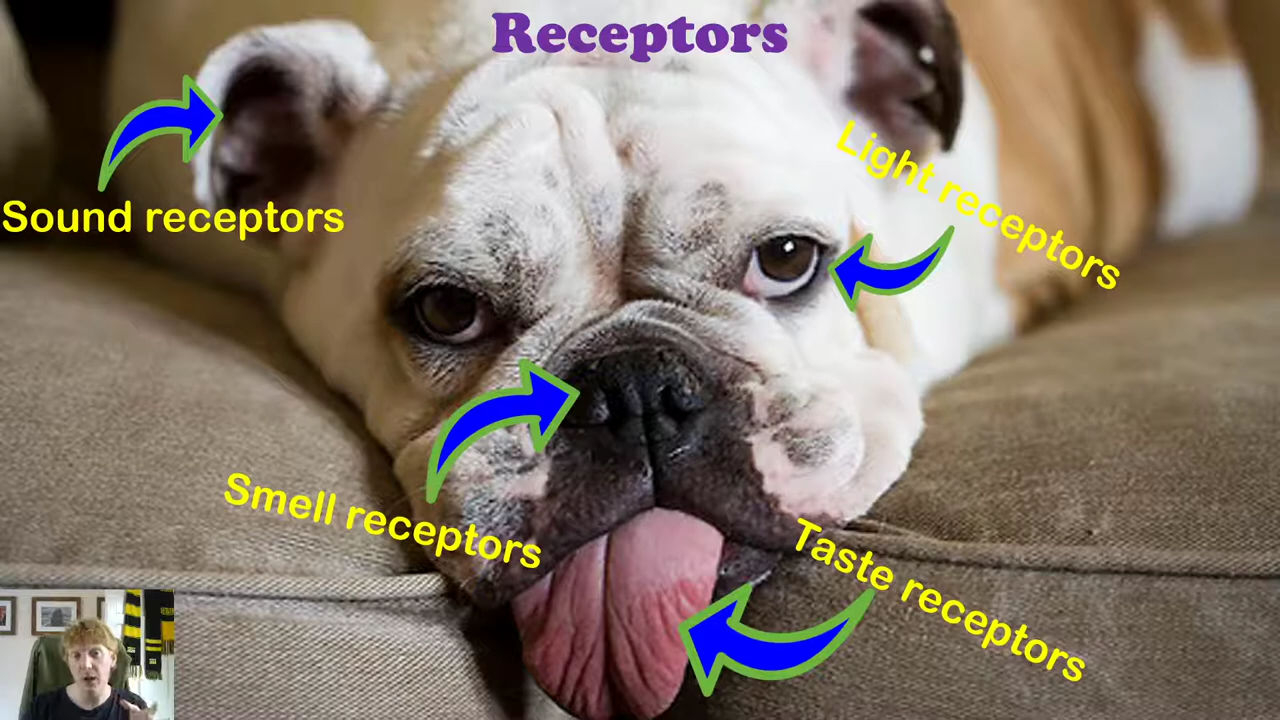 Receptors
Light receptors
Sound receptors
Smell receptors
Taste receptors